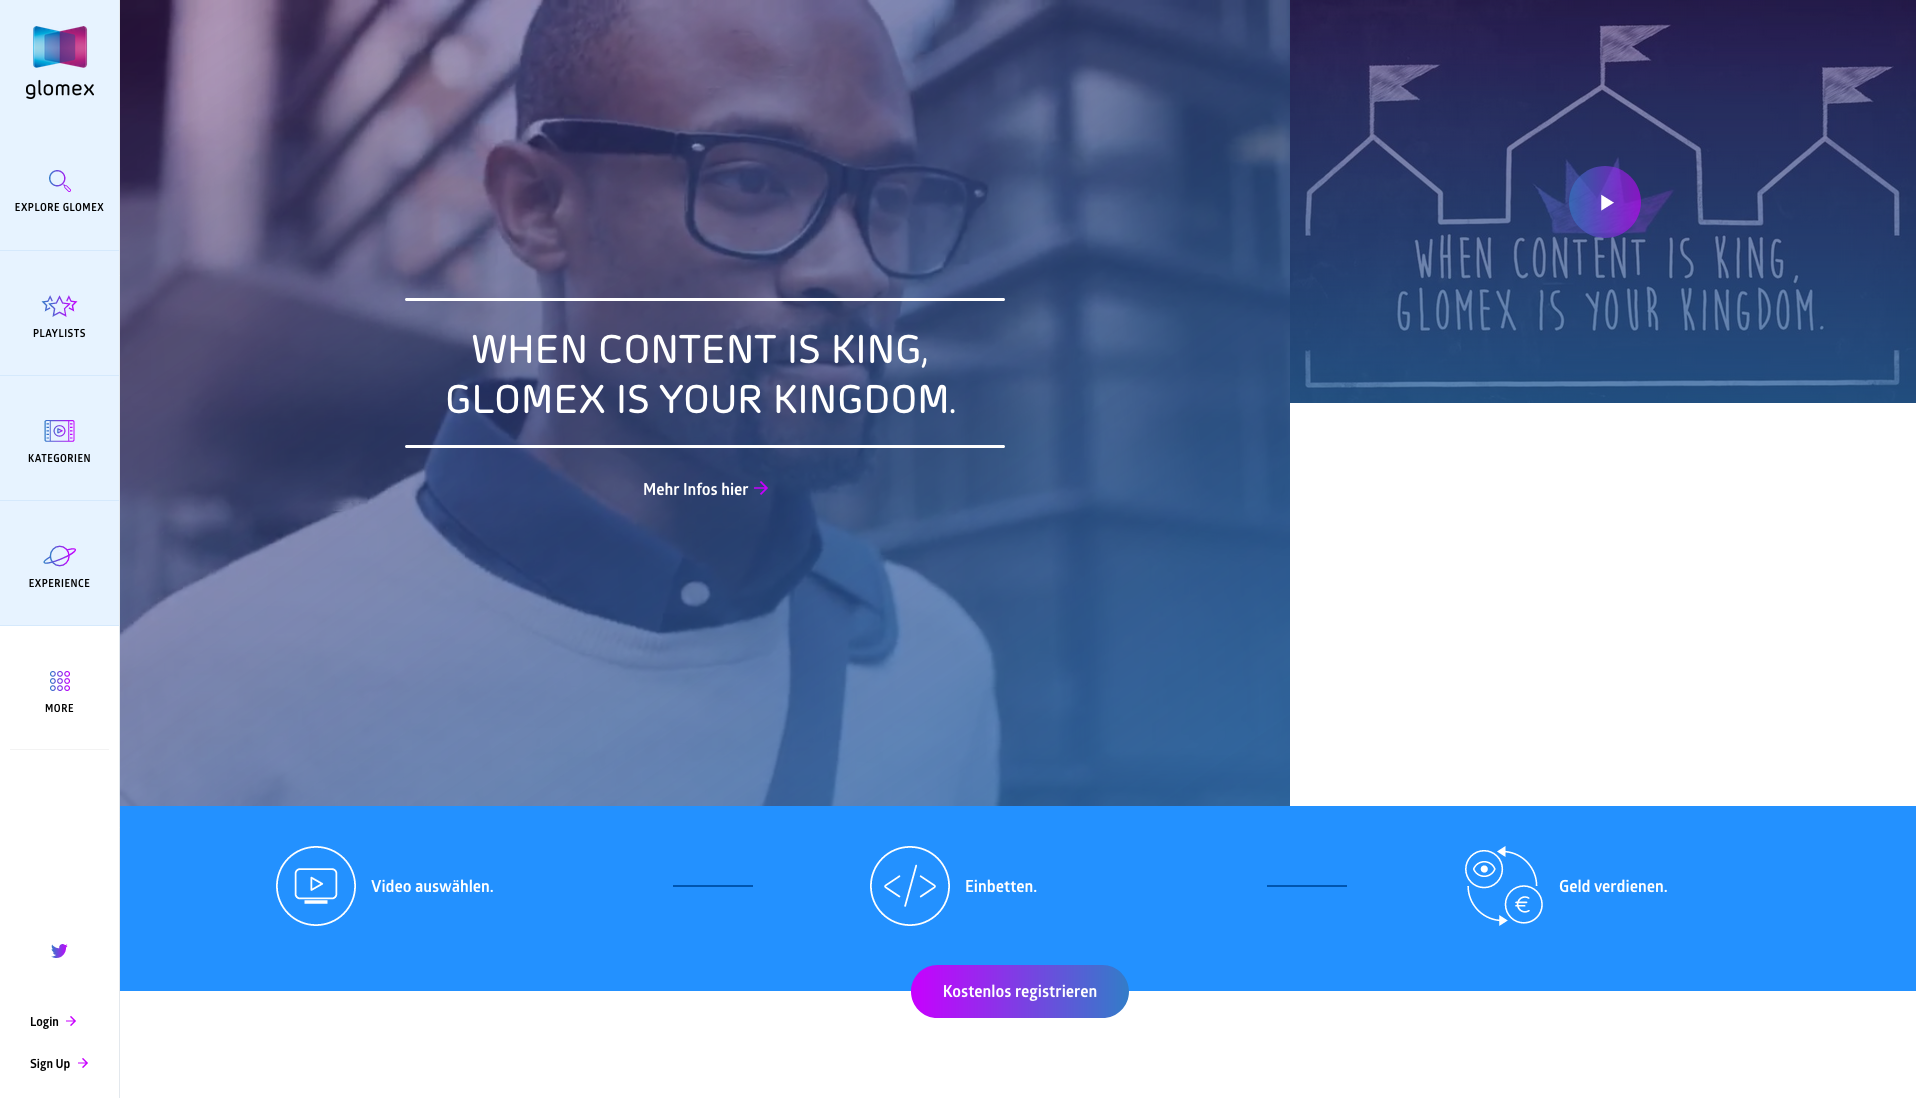 glomex
EXPLORE GLOMEX
PLAYLISTS
KATEGORIEN
EXPERIENCE
MORE
Login
Sign Up
WHEN CONTENT IS KING,
GLOMEX IS YOUR KINGDOM.
Mehr Infos hier
WHEN CONTENT IS KING,
GLOMEX IS YOUR KINGDOM.
Video auswählen.
Einbetten.
Geld verdienen.
Kostenlos registrieren